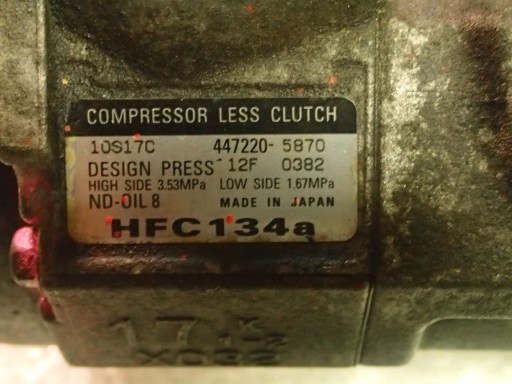 COMPRESSOR LESS CLUTCH
10S17C 447220-5870
DESIGN PRESS 12F 0382
HIGH SIDE 3.53MPa LOW SIDE 1.67MPa
ND-OIL 8 MADE IN JAPAN
HFC134a
17